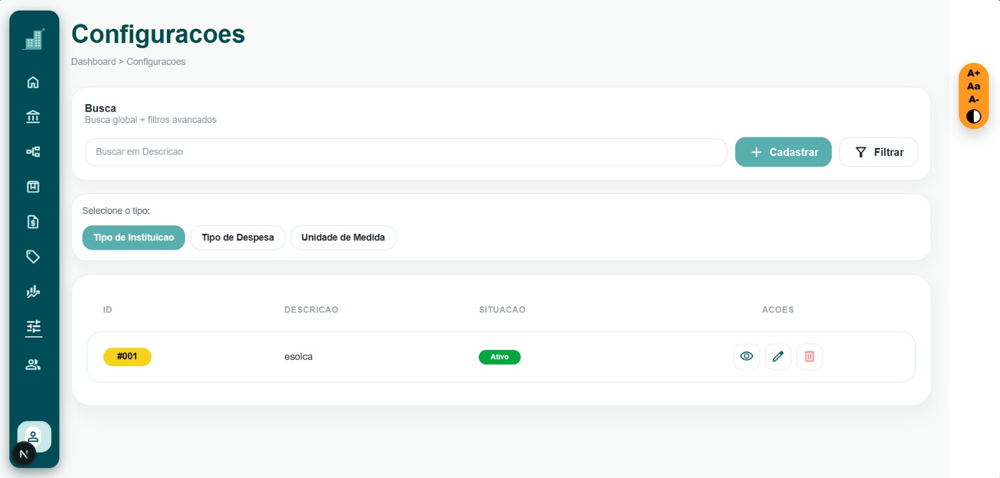 Configuracoes
Dashboard > Configuracoes
A+
Aa
A-
Busca
Busca global + filtros avancados
Buscar em Descricao
Cadastrar
Filtrar
Selecione o tipo:
Tipo de Instituicao
Tipo de Despesa
Unidade de Medida
ID DESCRICAO SITUACAO ACOES
#001 esolca Ativo
N